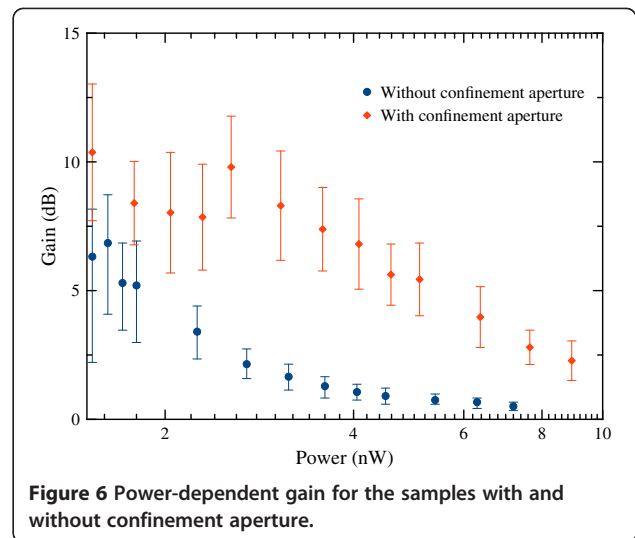 15
10
5
0
Gain (dB)
Without confinement aperture
With confinement aperture
2
4
6
8
10
Power (nW)
Figure 6 Power-dependent gain for the samples with and
without confinement aperture.